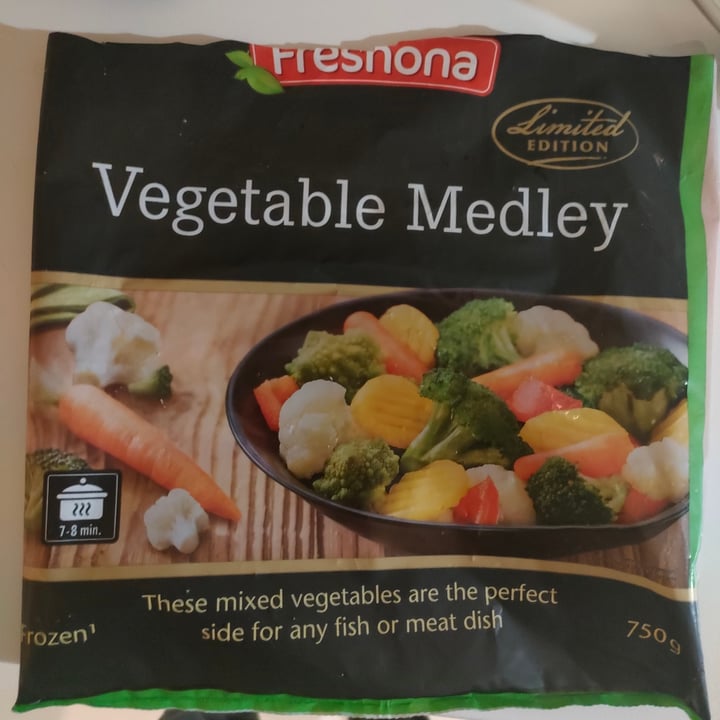 Freshona
Limited
EDITION
Vegetable Medley
7-8 min.
These mixed vegetables are the perfect
side for any fish or meat dish
Frozen¹
750g